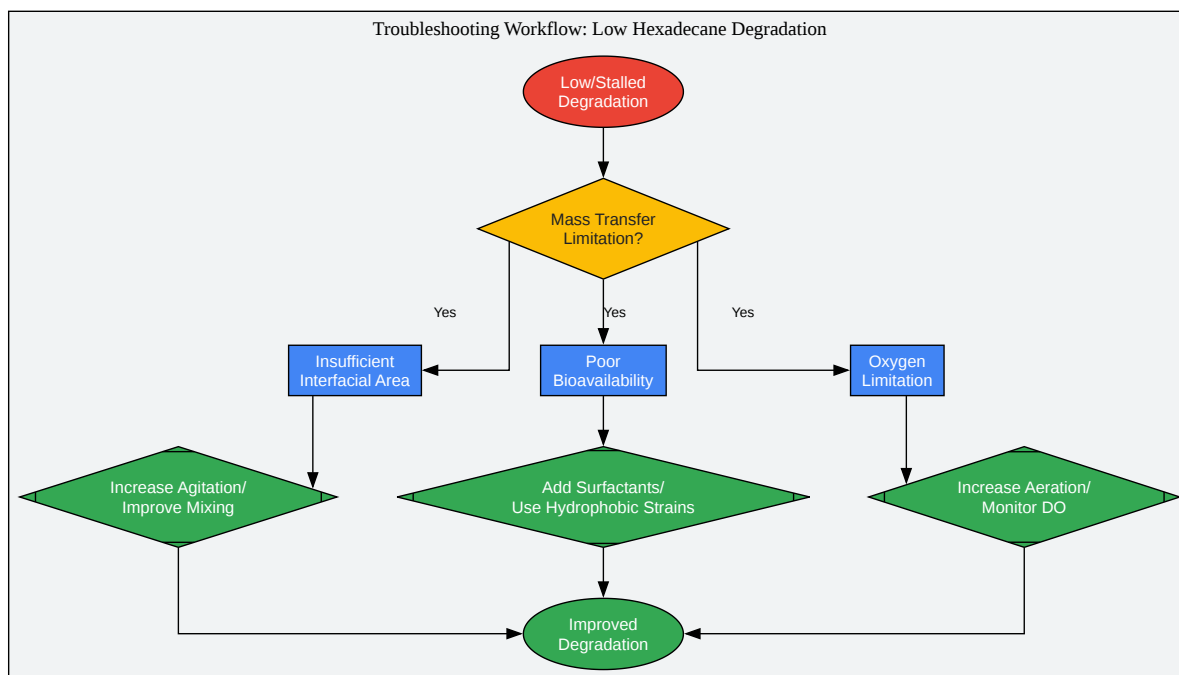 Troubleshooting Workflow: Low Hexadecane Degradation
Low/Stalled
Degradation
Mass Transfer
Limitation?
Yes
Yes
Yes
Insufficient
Interfacial Area
Poor
Bioavailability
Oxygen
Limitation
Increase Agitation/
Improve Mixing
Add Surfactants/
Use Hydrophobic Strains
Increase Aeration/
Monitor DO
Improved
Degradation